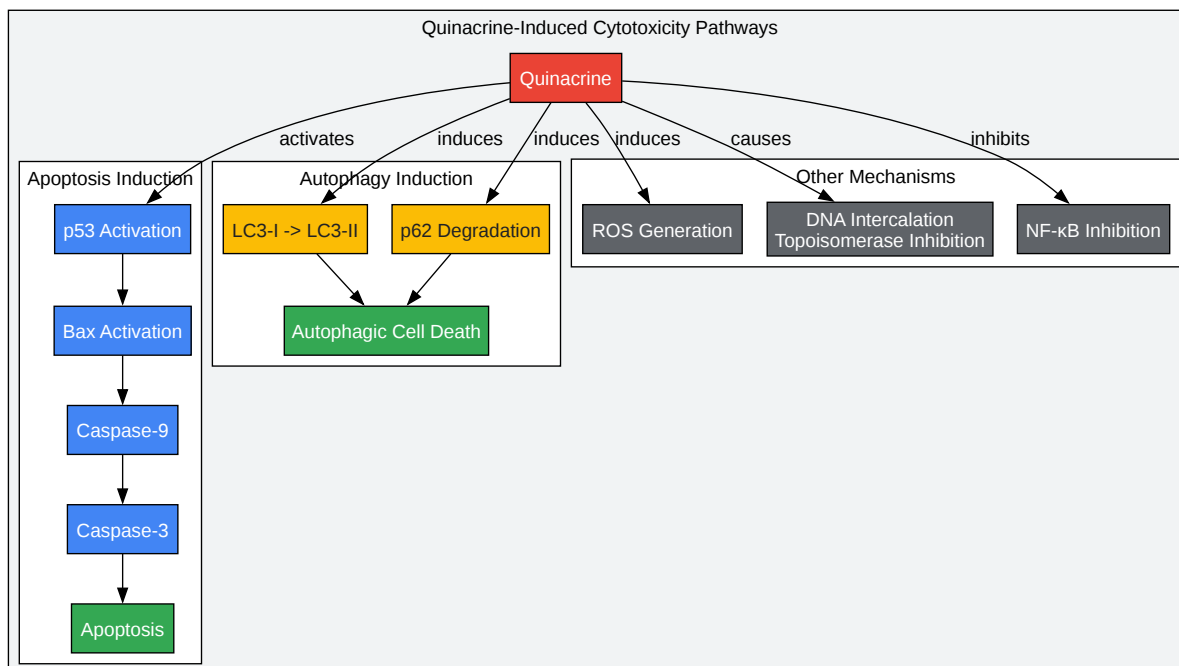 Quinacrine-Induced Cytotoxicity Pathways
Quinacrine
activates
induces
induces
induces
causes
inhibits
Apoptosis Induction
Autophagy Induction
Other Mechanisms
p53 Activation
LC3-I -> LC3-II
p62 Degradation
ROS Generation
DNA Intercalation
Topoisomerase Inhibition
NF-κB Inhibition
Bax Activation
Autophagic Cell Death
Caspase-9
Caspase-3
Apoptosis